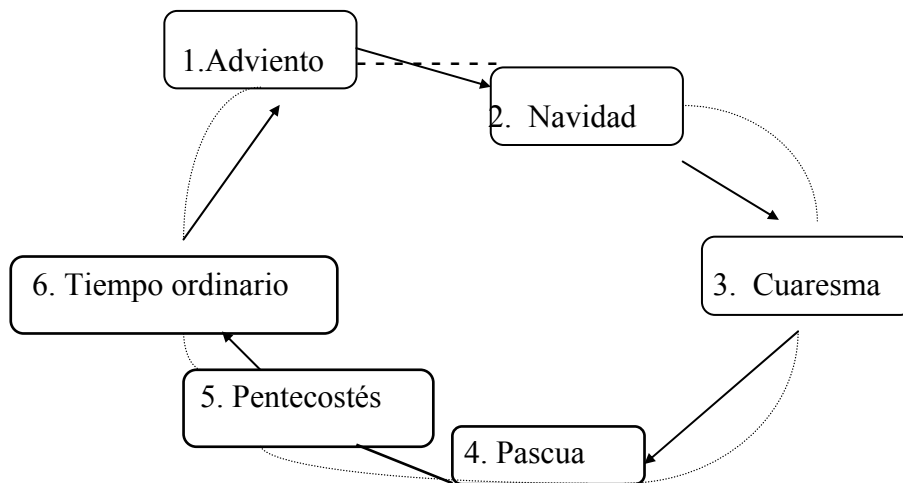 1.Adviento
2. Navidad
3. Cuaresma
4. Pascua
5. Pentecostés
6. Tiempo ordinario